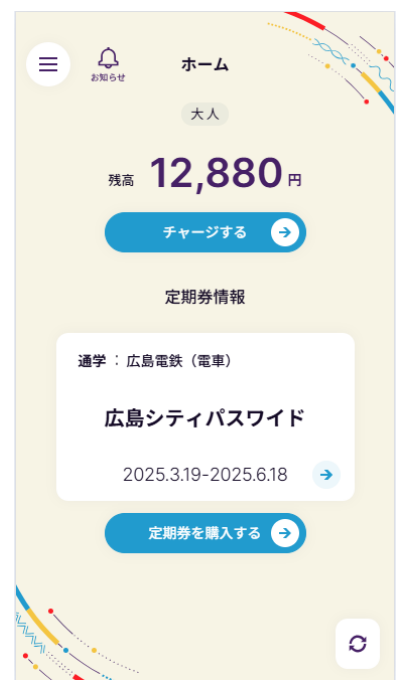 お知らせ
ホーム
大人
残高 12,880 円
チャージする
定期券情報
通学 : 広島電鉄（電車）
広島シティパスワイド
2025.3.19-2025.6.18
定期券を購入する